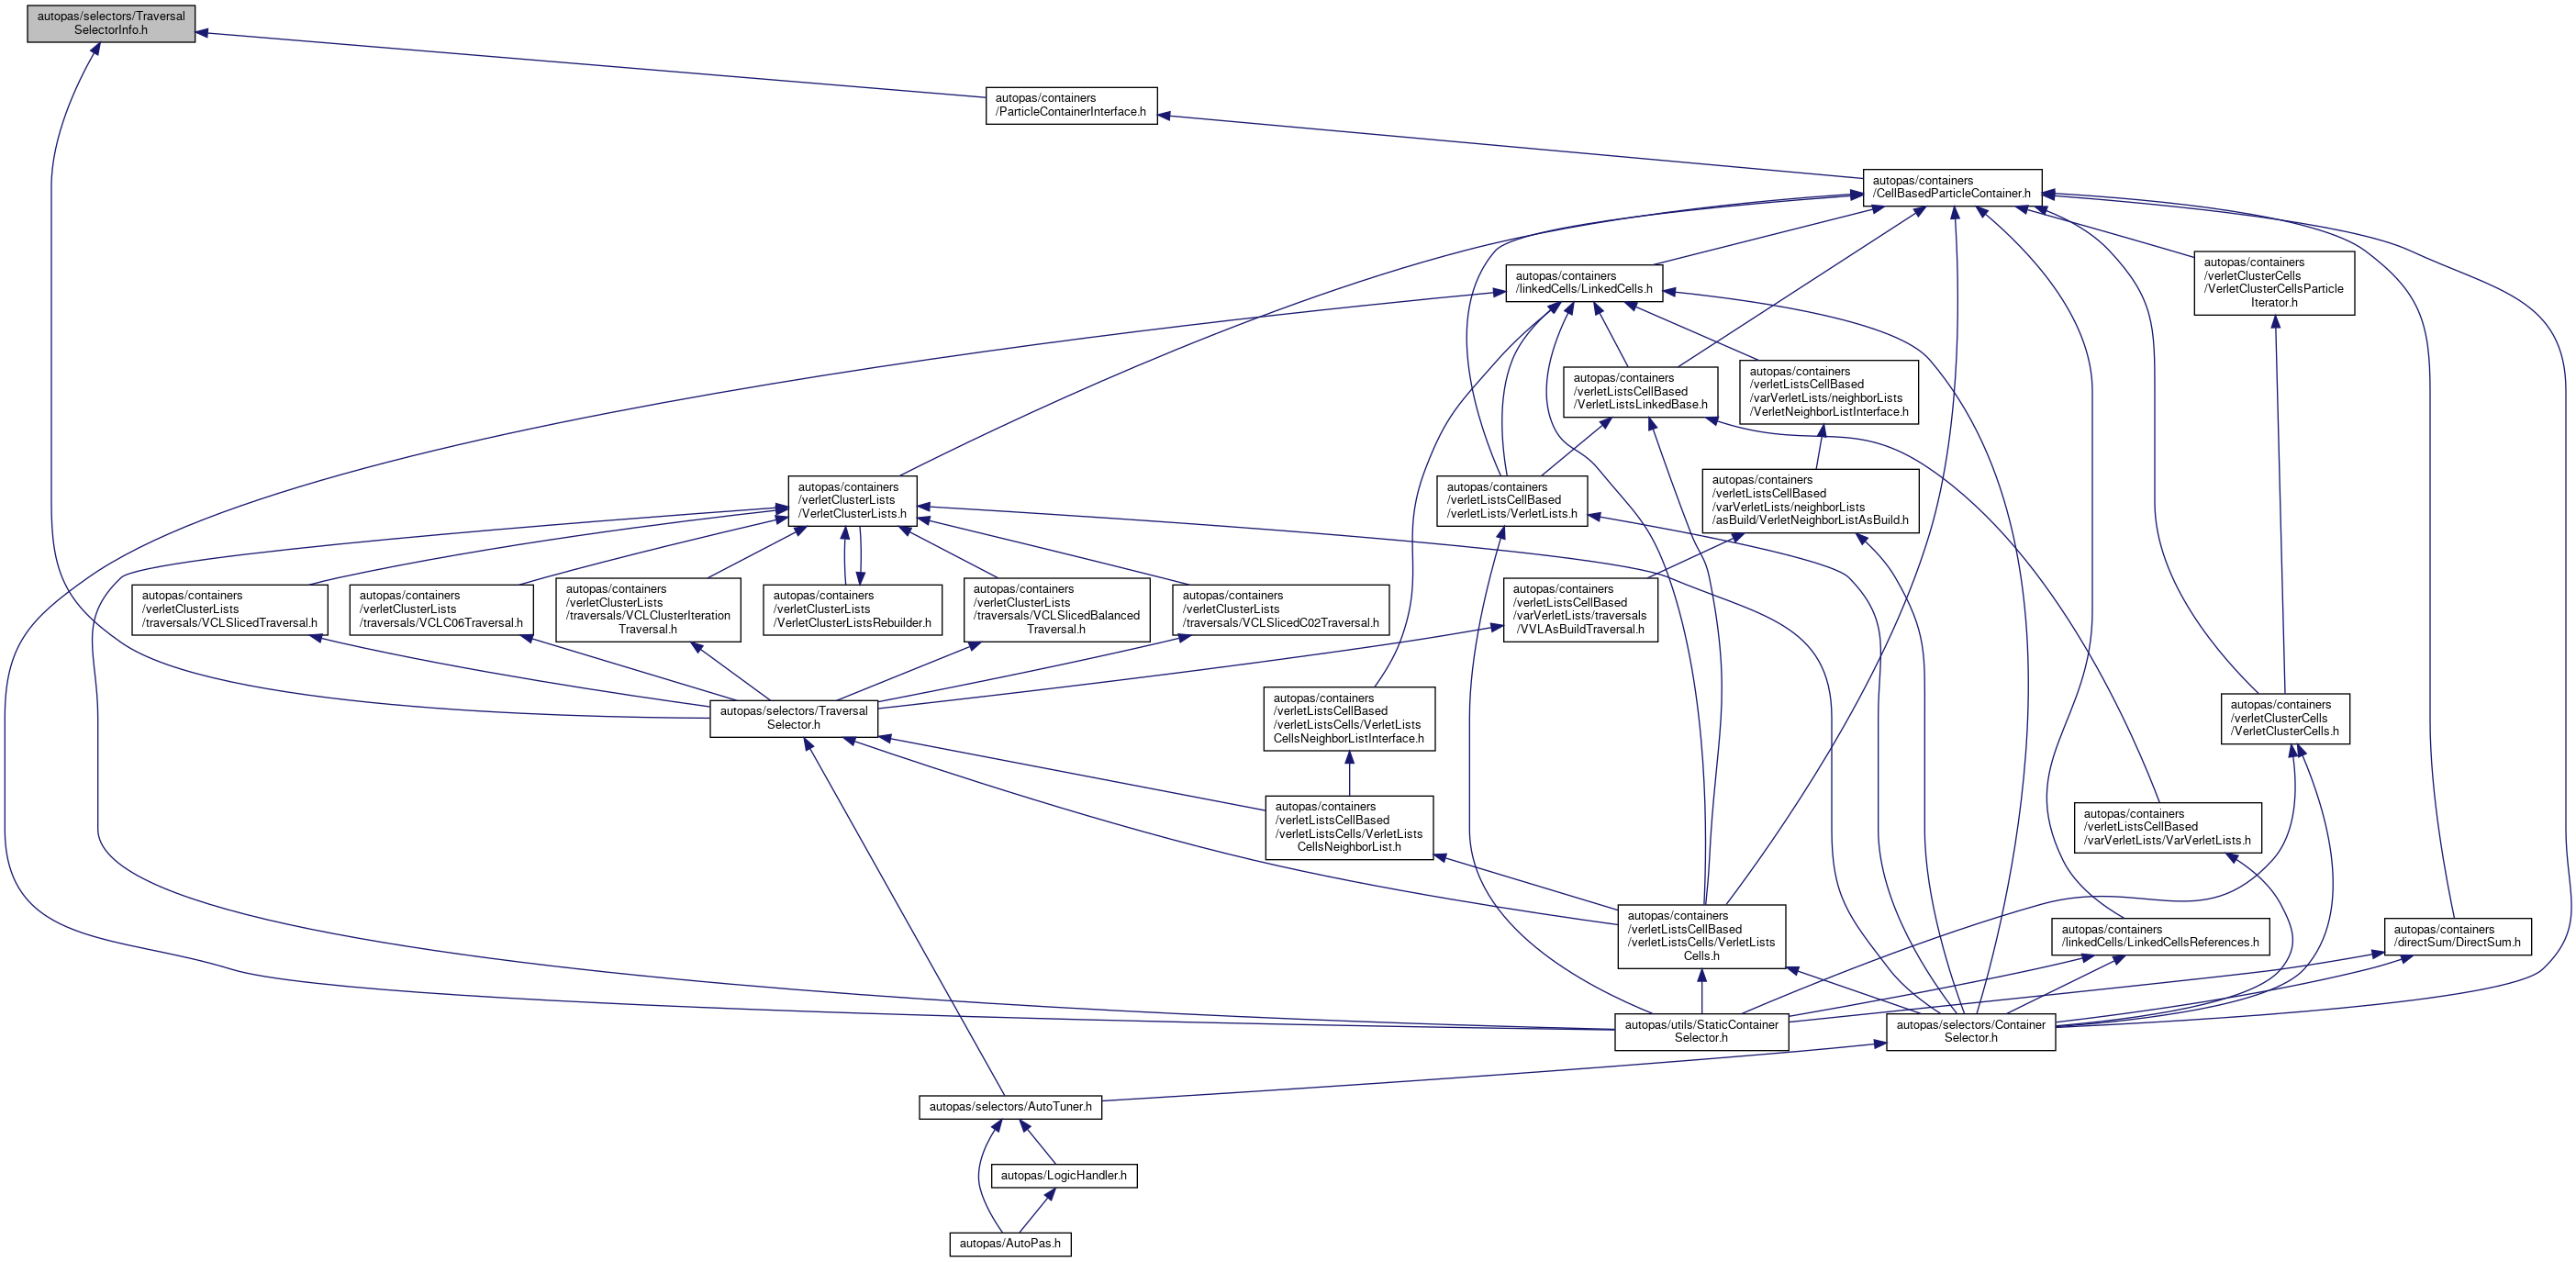 autopas/selectors/Traversal
SelectorInfo.h
autopas/containers
/ParticleContainerInterface.h
autopas/containers
/CellBasedParticleContainer.h
autopas/containers
/linkedCells/LinkedCells.h
autopas/containers
/verletClusterCells
/VerletClusterCellsParticle
Iterator.h
autopas/containers
/verletListsCellBased
/VerletListsLinkedBase.h
autopas/containers
/verletListsCellBased
/varVerletLists/neighborLists
/VerletNeighborListInterface.h
autopas/containers
/verletClusterLists
/VerletClusterLists.h
autopas/containers
/verletListsCellBased
/verletLists/VerletLists.h
autopas/containers
/verletListsCellBased
/varVerletLists/neighborLists
/asBuild/VerletNeighborListAsBuild.h
autopas/containers
/verletClusterLists
/traversals/VCLSlicedTraversal.h
autopas/containers
/verletClusterLists
/traversals/VCLC06Traversal.h
autopas/containers
/verletClusterLists
/traversals/VCLClusterIteration
Traversal.h
autopas/containers
/verletClusterLists
/VerletClusterListsRebuilder.h
autopas/containers
/verletClusterLists
/traversals/VCLSlicedBalanced
Traversal.h
autopas/containers
/verletClusterLists
/traversals/VCLSlicedC02Traversal.h
autopas/containers
/verletListsCellBased
/varVerletLists/traversals
/VVLAsBuildTraversal.h
autopas/selectors/Traversal
Selector.h
autopas/containers
/verletListsCellBased
/verletListsCells/VerletLists
CellsNeighborListInterface.h
autopas/containers
/verletClusterCells
/VerletClusterCells.h
autopas/containers
/verletListsCellBased
/verletListsCells/VerletLists
CellsNeighborList.h
autopas/containers
/verletListsCellBased
/varVerletLists/VarVerletLists.h
autopas/containers
/verletListsCellBased
/verletListsCells/VerletLists
Cells.h
autopas/containers
/linkedCells/LinkedCellsReferences.h
autopas/containers
/directSum/DirectSum.h
autopas/utils/StaticContainer
Selector.h
autopas/selectors/Container
Selector.h
autopas/selectors/AutoTuner.h
autopas/LogicHandler.h
autopas/AutoPas.h